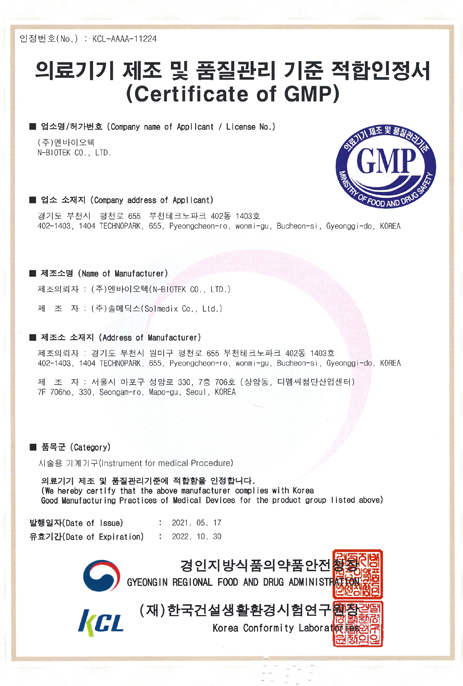 인정번호(No.) : KCL-AAAA-11224
의료기기 제조 및 품질관리 기준 적합인정서
(Certificate of GMP)
■ 업소명/허가번호 (Company name of Applicant / License No.)
(주)엔바이오텍
N-BIOTEK CO., LTD.
의료기기 제조 및 품질관리기준
GMP
MINISTRY OF FOOD AND DRUG SAFETY
■ 업소 소재지 (Company address of Applicant)
경기도 부천시 평천로 655 부천테크노파크 402동 1403호
402-1403, 1404 TECHNOPARK, 655, Pyeongcheon-ro, wonmi-gu, Bucheon-si, Gyeonggi-do, KOREA
■ 제조소명 (Name of Manufacturer)
제조의뢰자 : (주)엔바이오텍(N-BIOTEK CO., LTD.)
제 조 자 : (주)솔메딕스(Solmedix Co., Ltd.)
■ 제조소 소재지 (Address of Manufacturer)
제조의뢰자 : 경기도 부천시 원미구 평천로 655 부천테크노파크 402동 1403호
402-1403, 1404 TECHNOPARK, 655, Pyeongcheon-ro, wonmi-gu, Bucheon-si, Gyeonggi-do, KOREA
제 조 자 : 서울시 마포구 성암로 330, 7층 706호 (상암동, 디엠씨첨단산업센터)
7F 706ho, 330, Seongam-ro, Mapo-gu, Seoul, KOREA
■ 품목군 (Category)
시술용 기계기구(Instrument for medical Procedure)
의료기기 제조 및 품질관리기준에 적합함을 인정합니다.
(We hereby certify that the above manufacturer complies with Korea
Good Manufacturing Practices of Medical Devices for the product group listed above)
발행일자(Date of Issue) : 2021. 05. 17
유효기간(Date of Expiration) : 2022. 10. 30
경인지방식품의약품안전청장
GYEONGIN REGIONAL FOOD AND DRUG ADMINISTRATION
KCL
(재)한국건설생활환경시험연구원장
Korea Conformity Laboratories